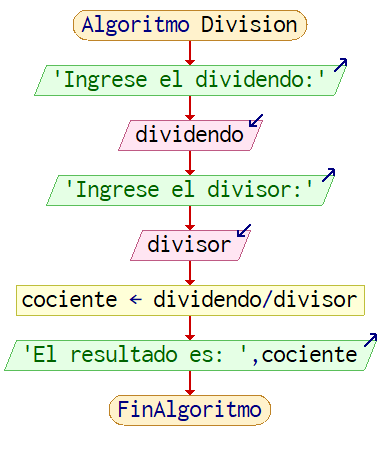 Algoritmo Division
'Ingrese el dividendo:'
dividendo
'Ingrese el divisor:'
divisor
cociente ← dividendo/divisor
'El resultado es: ',cociente
FinAlgoritmo